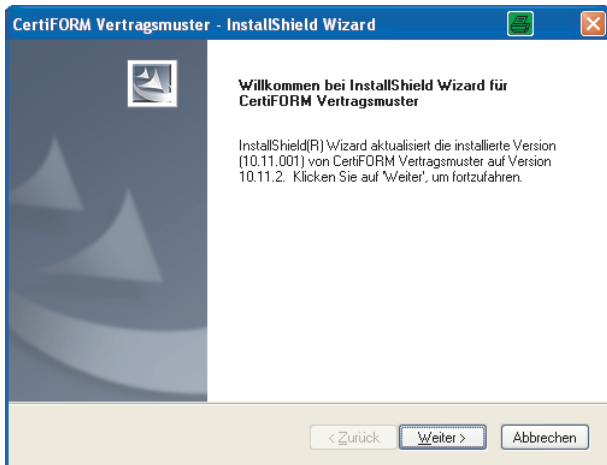 CertiFORM Vertragsmuster - InstallShield Wizard
Willkommen bei InstallShield Wizard für
CertiFORM Vertragsmuster
InstallShield(R) Wizard aktualisiert die installierte Version
(10.11.001) von CertiFORM Vertragsmuster auf Version
10.11.2. Klicken Sie auf 'Weiter', um fortzufahren.
< Zurück Weiter > Abbrechen